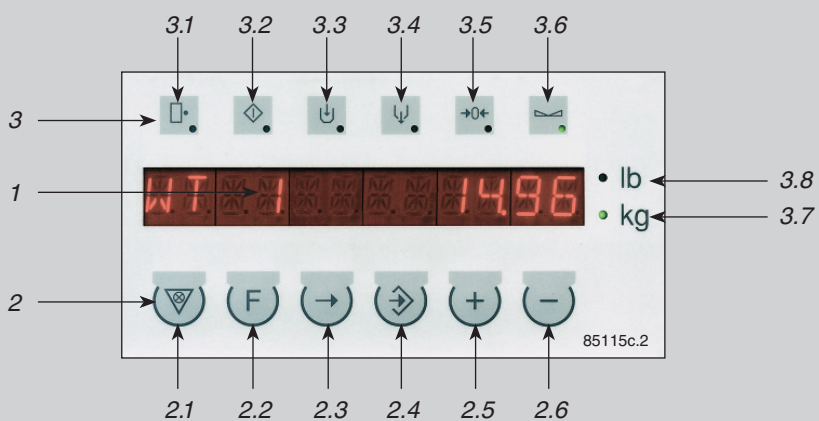 3.1 3.2 3.3 3.4 3.5 3.6
3
→0←
1 WT 1 14.96 lb 3.8
kg 3.7
2 F → + −
85115c.2
2.1 2.2 2.3 2.4 2.5 2.6